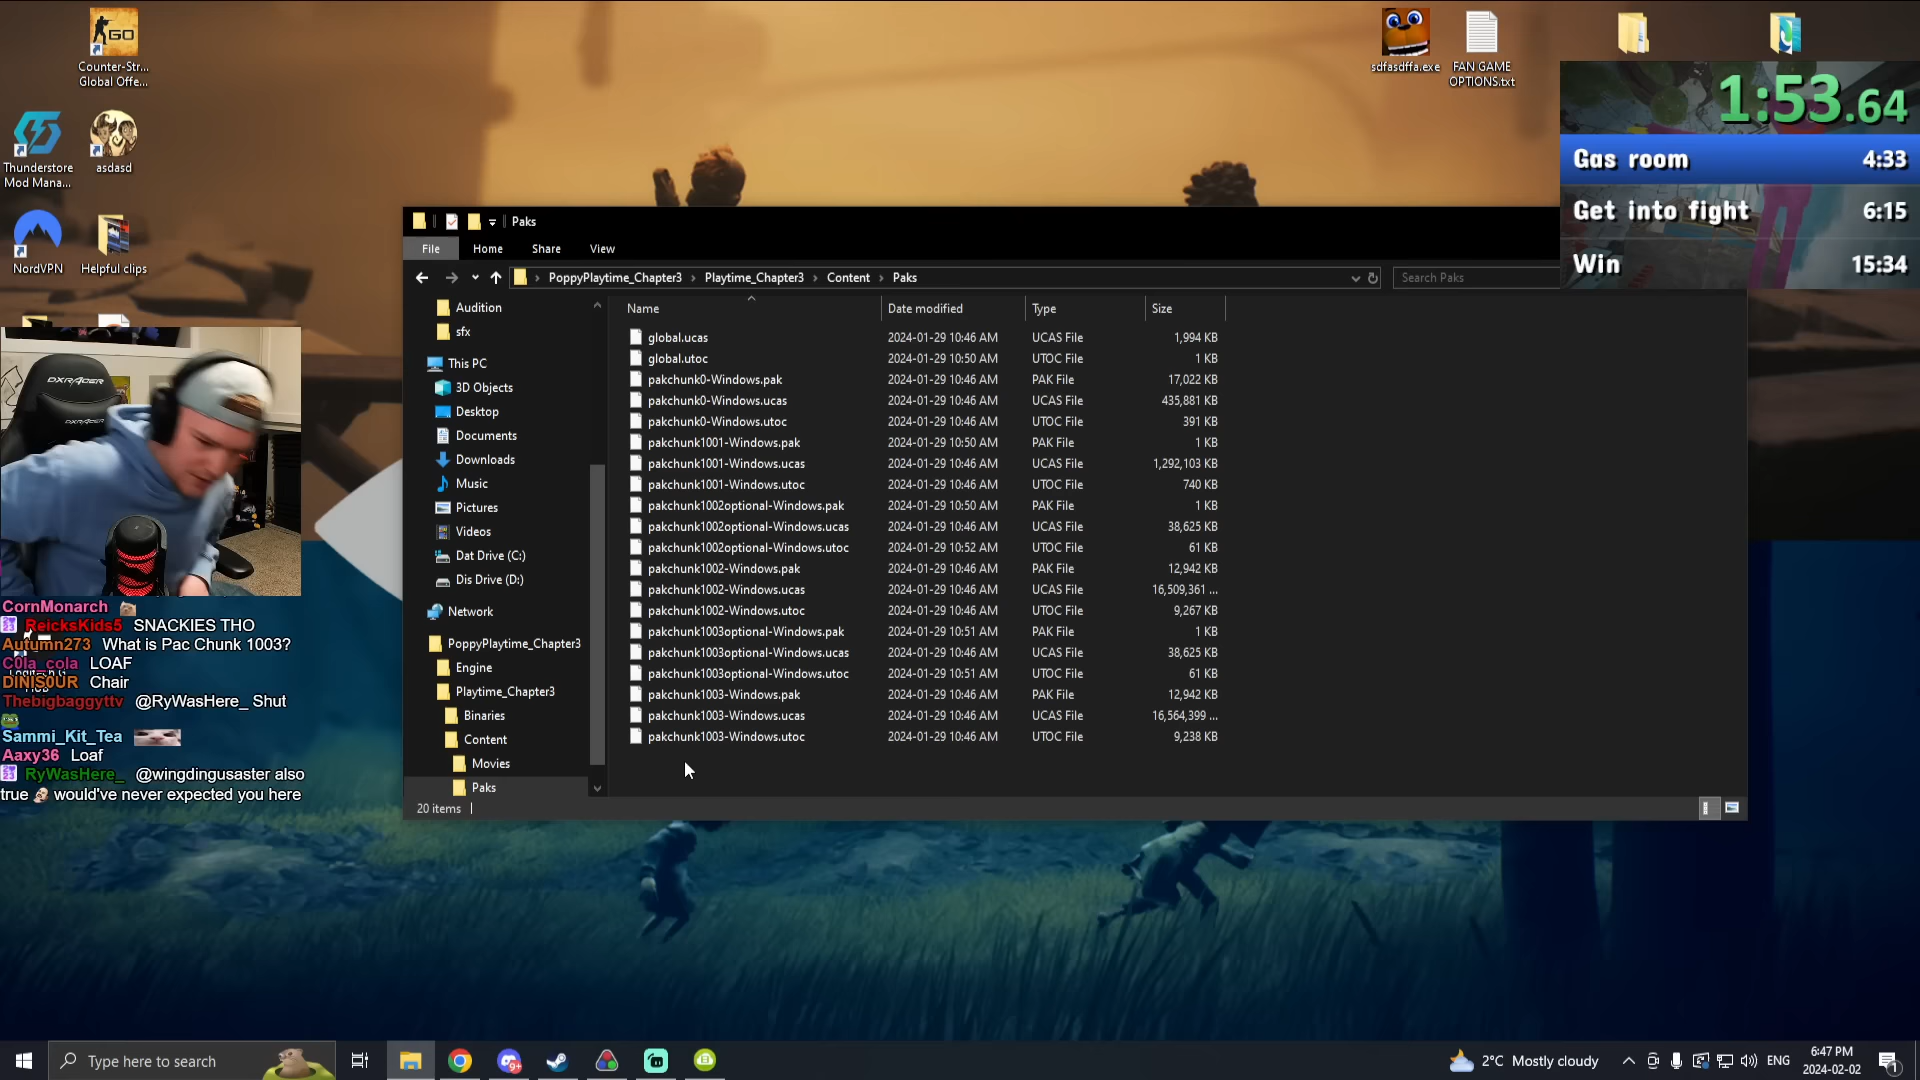 Counter-Str...
Global Offe...
Thunderstore
Mod Mana...
asdasd
NordVPN
Helpful clips
sdfasdffa.exe
FAN GAME
OPTIONS.txt
1:53.64
Gas room 4:33
Get into fight 6:15
Win 15:34
Paks
File Home Share View
PoppyPlaytime_Chapter3 › Playtime_Chapter3 › Content › Paks
Search Paks
Audition
sfx
This PC
3D Objects
Desktop
Documents
Downloads
Music
Pictures
Videos
Dat Drive (C:)
Dis Drive (D:)
Network
PoppyPlaytime_Chapter3
Engine
Playtime_Chapter3
Binaries
Content
Movies
Paks
Name Date modified Type Size
global.ucas 2024-01-29 10:46 AM UCAS File 1,994 KB
global.utoc 2024-01-29 10:50 AM UTOC File 1 KB
pakchunk0-Windows.pak 2024-01-29 10:46 AM PAK File 17,022 KB
pakchunk0-Windows.ucas 2024-01-29 10:46 AM UCAS File 435,881 KB
pakchunk0-Windows.utoc 2024-01-29 10:46 AM UTOC File 391 KB
pakchunk1001-Windows.pak 2024-01-29 10:50 AM PAK File 1 KB
pakchunk1001-Windows.ucas 2024-01-29 10:46 AM UCAS File 1,292,103 KB
pakchunk1001-Windows.utoc 2024-01-29 10:46 AM UTOC File 740 KB
pakchunk1002optional-Windows.pak 2024-01-29 10:50 AM PAK File 1 KB
pakchunk1002optional-Windows.ucas 2024-01-29 10:46 AM UCAS File 38,625 KB
pakchunk1002optional-Windows.utoc 2024-01-29 10:52 AM UTOC File 61 KB
pakchunk1002-Windows.pak 2024-01-29 10:46 AM PAK File 12,942 KB
pakchunk1002-Windows.ucas 2024-01-29 10:46 AM UCAS File 16,509,361 ...
pakchunk1002-Windows.utoc 2024-01-29 10:46 AM UTOC File 9,267 KB
pakchunk1003optional-Windows.pak 2024-01-29 10:51 AM PAK File 1 KB
pakchunk1003optional-Windows.ucas 2024-01-29 10:46 AM UCAS File 38,625 KB
pakchunk1003optional-Windows.utoc 2024-01-29 10:51 AM UTOC File 61 KB
pakchunk1003-Windows.pak 2024-01-29 10:46 AM PAK File 12,942 KB
pakchunk1003-Windows.ucas 2024-01-29 10:46 AM UCAS File 16,564,399 ...
pakchunk1003-Windows.utoc 2024-01-29 10:46 AM UTOC File 9,238 KB
20 items
DXRACER
CornMonarch
ReicksKids5 SNACKIES THO
Autumn273 What is Pac Chunk 1003?
C0la_cola LOAF
DINIS0UR Chair
Thebigbaggyttv @RyWasHere_ Shut
Sammi_Kit_Tea
Aaxy36 Loaf
RyWasHere_ @wingdingusaster also
true would've never expected you here
Type here to search
9+
2°C Mostly cloudy
ENG
6:47 PM
2024-02-02
1